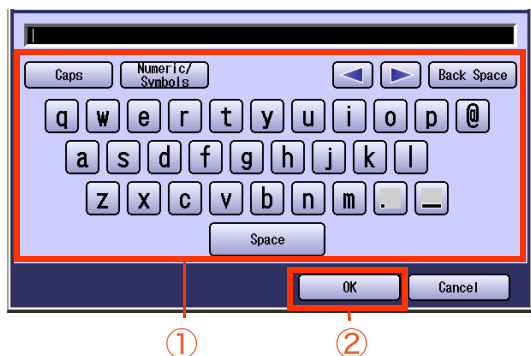 Caps Numeric/ Back Space
Symbols
q w e r t y u i o p @
a s d f g h j k l
z x c v b n m . _
Space
OK Cancel
① ②